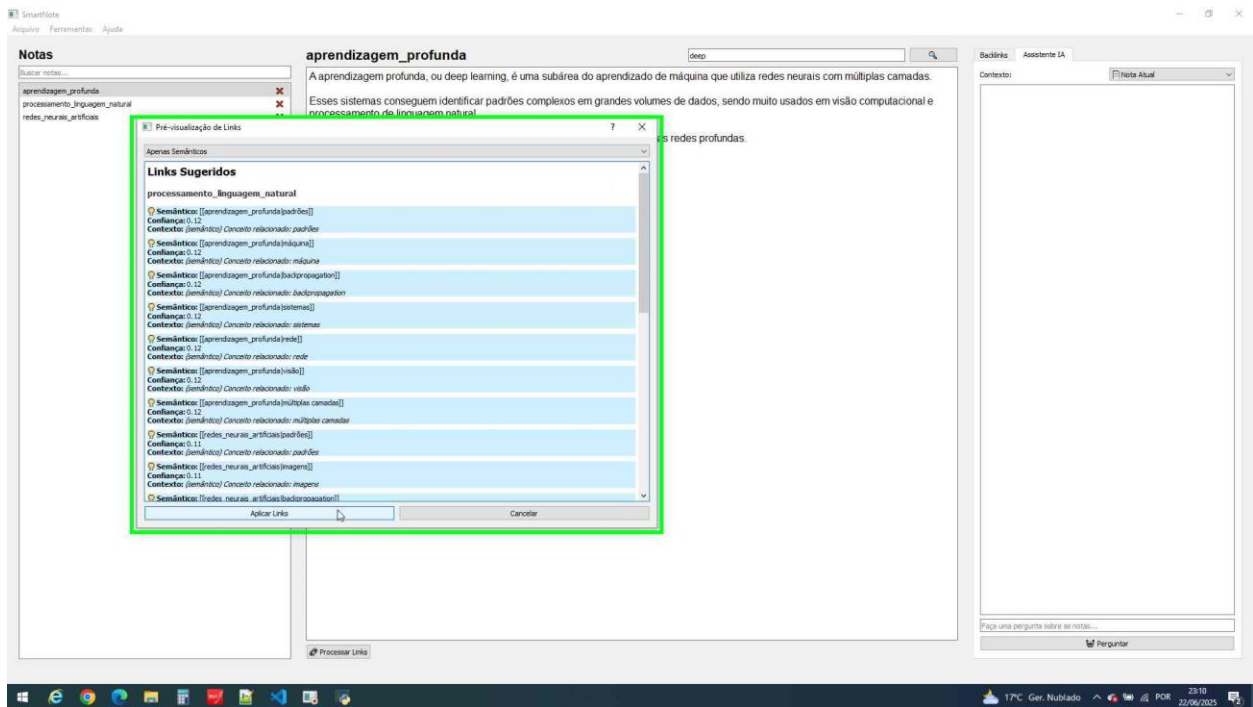 SmartNote
Arquivo Ferramentas Ajuda
Notas
Buscar notas...
aprendizagem_profunda
processamento_linguagem_natural
redes_neurais_artificiais
aprendizagem_profunda
deep
A aprendizagem profunda, ou deep learning, é uma subárea do aprendizado de máquina que utiliza redes neurais com múltiplas camadas.
Esses sistemas conseguem identificar padrões complexos em grandes volumes de dados, sendo muito usados em visão computacional e
processamento de linguagem natural.
s redes profundas.
Pré-visualização de Links
Apenas Semânticos
Links Sugeridos
processamento_linguagem_natural
Semântico: [[aprendizagem_profunda|padrões]]
Confiança: 0.12
Contexto: (semântico) Conceito relacionado: padrões
Semântico: [[aprendizagem_profunda|máquina]]
Confiança: 0.12
Contexto: (semântico) Conceito relacionado: máquina
Semântico: [[aprendizagem_profunda|backpropagation]]
Confiança: 0.12
Contexto: (semântico) Conceito relacionado: backpropagation
Semântico: [[aprendizagem_profunda|sistemas]]
Confiança: 0.12
Contexto: (semântico) Conceito relacionado: sistemas
Semântico: [[aprendizagem_profunda|rede]]
Confiança: 0.12
Contexto: (semântico) Conceito relacionado: rede
Semântico: [[aprendizagem_profunda|visão]]
Confiança: 0.12
Contexto: (semântico) Conceito relacionado: visão
Semântico: [[aprendizagem_profunda|múltiplas camadas]]
Confiança: 0.12
Contexto: (semântico) Conceito relacionado: múltiplas camadas
Semântico: [[redes_neurais_artificiais|padrões]]
Confiança: 0.11
Contexto: (semântico) Conceito relacionado: padrões
Semântico: [[redes_neurais_artificiais|imagens]]
Confiança: 0.11
Contexto: (semântico) Conceito relacionado: imagens
Semântico: [[redes_neurais_artificiais|backpropagation]]
Aplicar Links
Cancelar
Processar Links
Backlinks Assistente IA
Contexto: Nota Atual
Faça uma pergunta sobre as notas...
Perguntar
17°C Ger. Nublado POR 23:10
22/06/2025